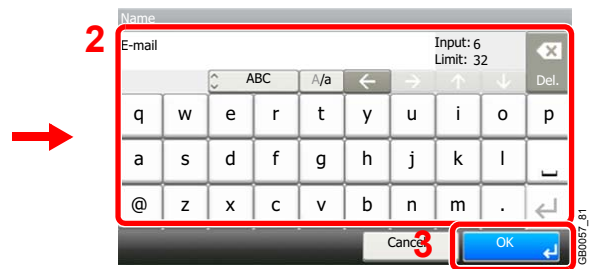 Name
2
E-mail
Input: 6
Limit: 32
ABC A/a ← → ↑ ↓ Del.
q w e r t y u i o p
a s d f g h j k l
@ z x c v b n m .
Cancel 3 OK
GB0057_81